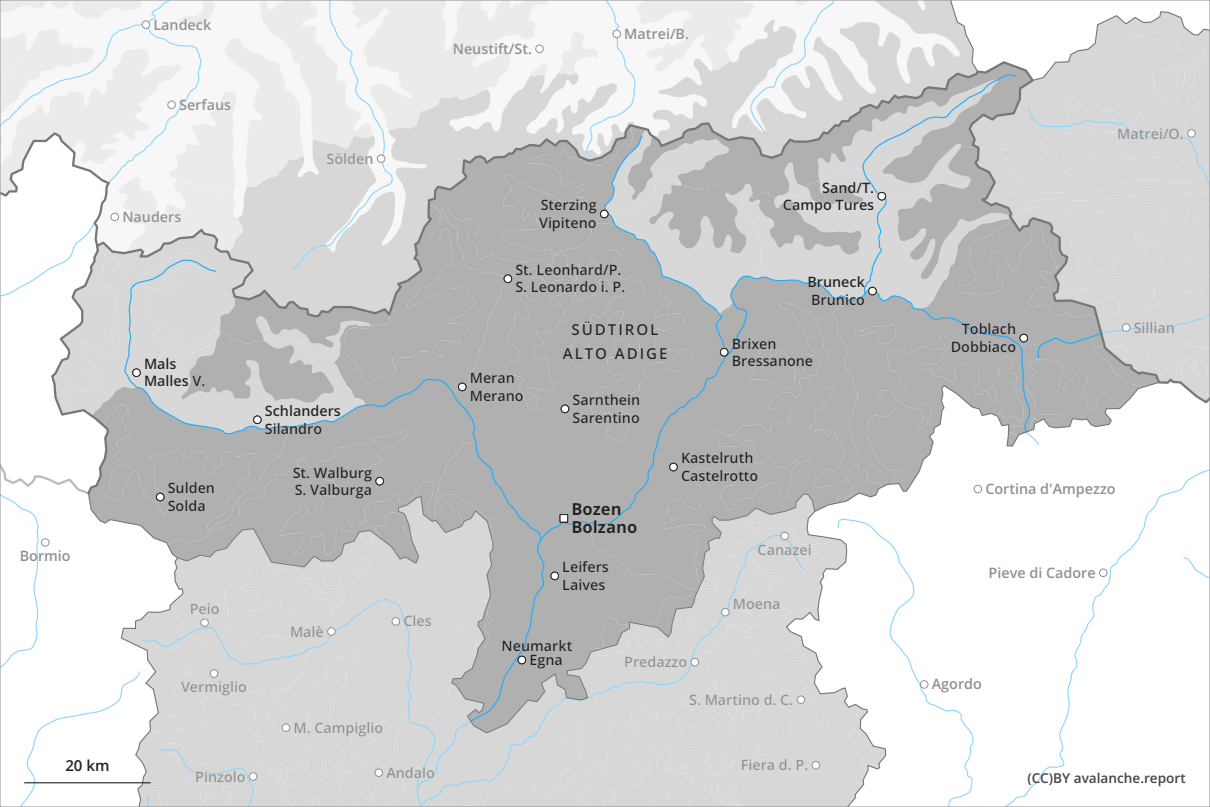 Landeck
Matrei/B.
Neustift/St.
Serfaus
Matrei/O.
Sölden
Sand/T.
Campo Tures
Sterzing
Vipiteno
Nauders
St. Leonhard/P.
S. Leonardo i. P.
Bruneck
Brunico
SÜDTIROL
ALTO ADIGE
Toblach
Dobbiaco
Sillian
Brixen
Bressanone
Mals
Malles V.
Meran
Merano
Schlanders
Silandro
Sarnthein
Sarentino
Kastelruth
Castelrotto
St. Walburg
S. Valburga
Sulden
Solda
Cortina d'Ampezzo
Bozen
Bolzano
Bormio
Canazei
Leifers
Laives
Pieve di Cadore
Peio
Moena
Malè
Cles
Neumarkt
Egna
Predazzo
Vermiglio
Agordo
S. Martino d. C.
M. Campiglio
Fiera d. P.
20 km
Pinzolo
Andalo
(CC)BY avalanche.report